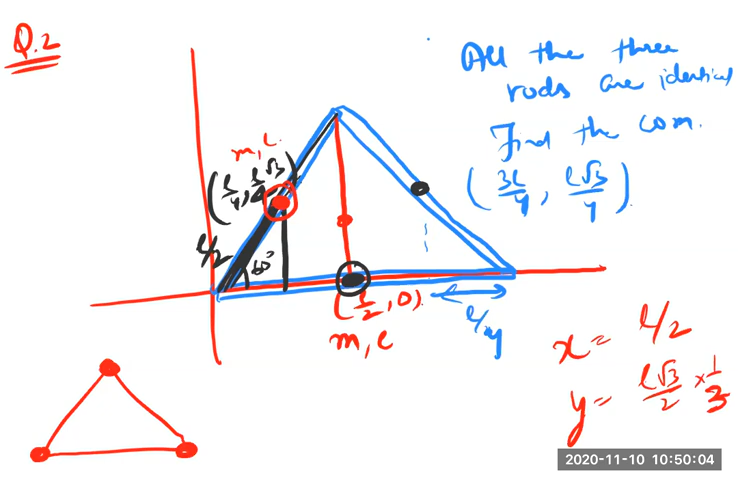 Q.2
All the three
rods are identical
Find the com.
(3l/4, l√3/4).
m, l.
(l/4, l√3/4)
l/2
60°
(l/2, 0)
m, l
x = l/2
y = l√3/2 × 1/3
2020-11-10 10:50:04